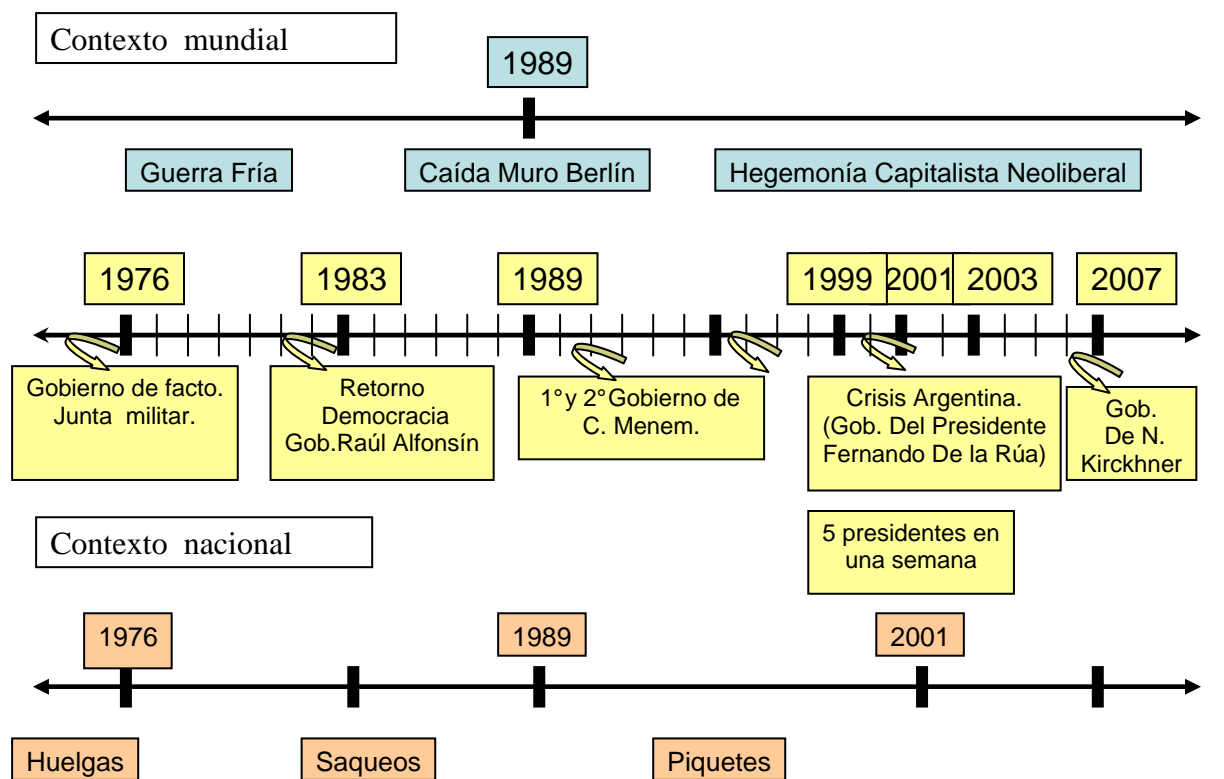 Contexto mundial
1989
Guerra Fría
Caída Muro Berlín
Hegemonía Capitalista Neoliberal
1976
1983
1989
1999
2001
2003
2007
Gobierno de facto.
Junta militar.
Retorno
Democracia
Gob.Raúl Alfonsín
1° y 2° Gobierno de
C. Menem.
Crisis Argentina.
(Gob. Del Presidente
Fernando De la Rúa)
Gob.
De N.
Kirckhner
5 presidentes en
una semana
Contexto nacional
1976
1989
2001
Huelgas
Saqueos
Piquetes